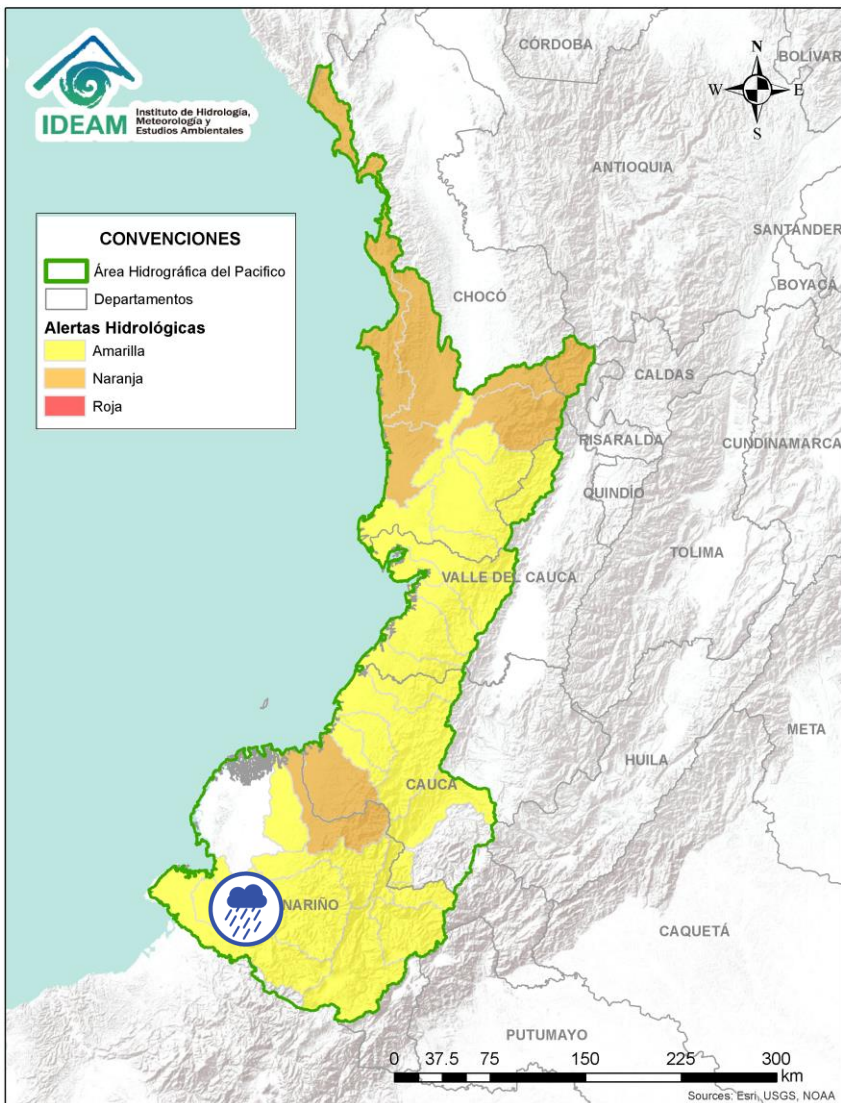 IDEAM
Instituto de Hidrología,
Meteorología y
Estudios Ambientales
CÓRDOBA
BOLÍVAR
N
W
E
S
ANTIOQUIA
SANTANDER
BOYACÁ
CONVENCIONES
Área Hidrográfica del Pacifico
Departamentos
Alertas Hidrológicas
Amarilla
Naranja
Roja
CHOCÓ
CALDAS
RISARALDA
CUNDINAMARCA
QUINDÍO
TOLIMA
VALLE DEL CAUCA
META
HUILA
CAUCA
NARIÑO
CAQUETÁ
PUTUMAYO
0 37.5 75 150 225 300
km
Sources: Esri, USGS, NOAA